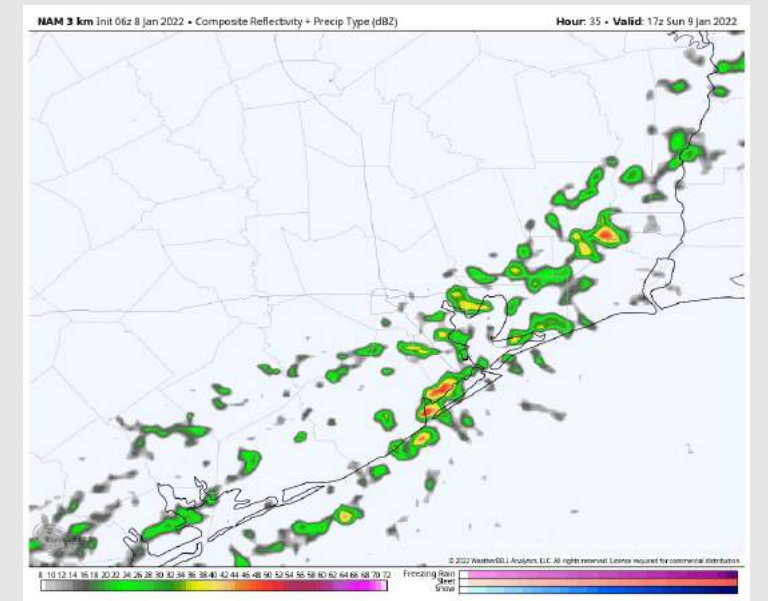 NAM 3 km Init 06z 8 Jan 2022 • Composite Reflectivity + Precip Type (dBZ)
Hour: 35 • Valid: 17z Sun 9 Jan 2022
© 2022 WeatherBELL Analytics, LLC. All rights reserved. License required for commercial distribution.
8 10 12 14 16 18 20 22 24 26 28 30 32 34 36 38 40 42 44 46 48 50 52 54 56 58 60 62 64 66 68 70 72
Freezing Rain
Sleet
Snow